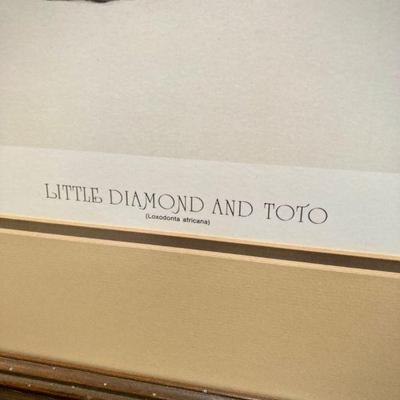 LITTLE DIAMOND AND TOTO
(Loxodonta africana)